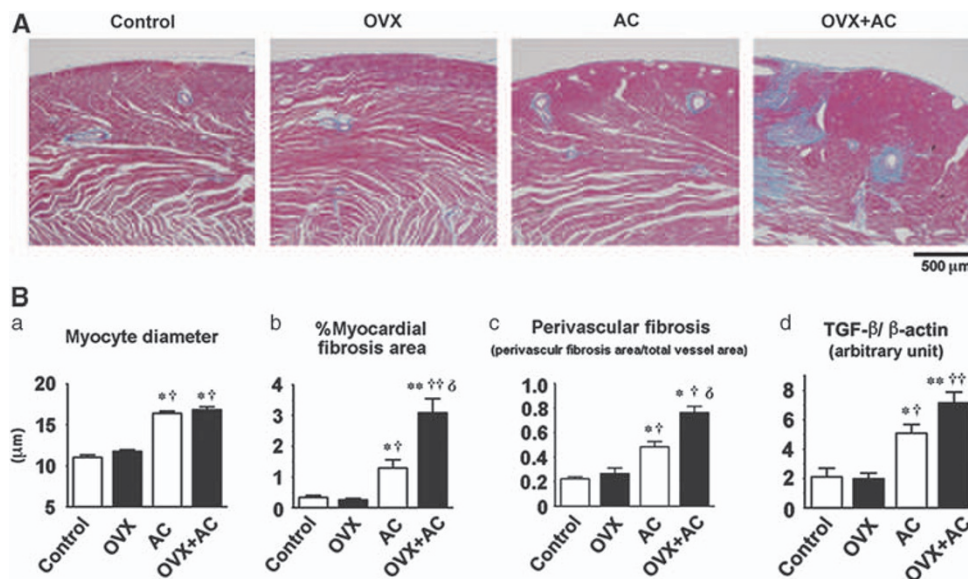 A
Control
OVX
AC
OVX+AC
500 μm
B
a
Myocyte diameter
(μm)
20
15
10
5
*†
*†
Control
OVX
AC
OVX+AC
b
%Myocardial
fibrosis area
4
3
2
1
0
*†
** †† δ
Control
OVX
AC
OVX+AC
c
Perivascular fibrosis
(perivasculr fibrosis area/total vessel area)
1.0
0.8
0.6
0.4
0.2
0
*†
* † δ
Control
OVX
AC
OVX+AC
d
TGF-β/ β-actin
(arbitrary unit)
8
6
4
2
0
*†
** ††
Control
OVX
AC
OVX+AC